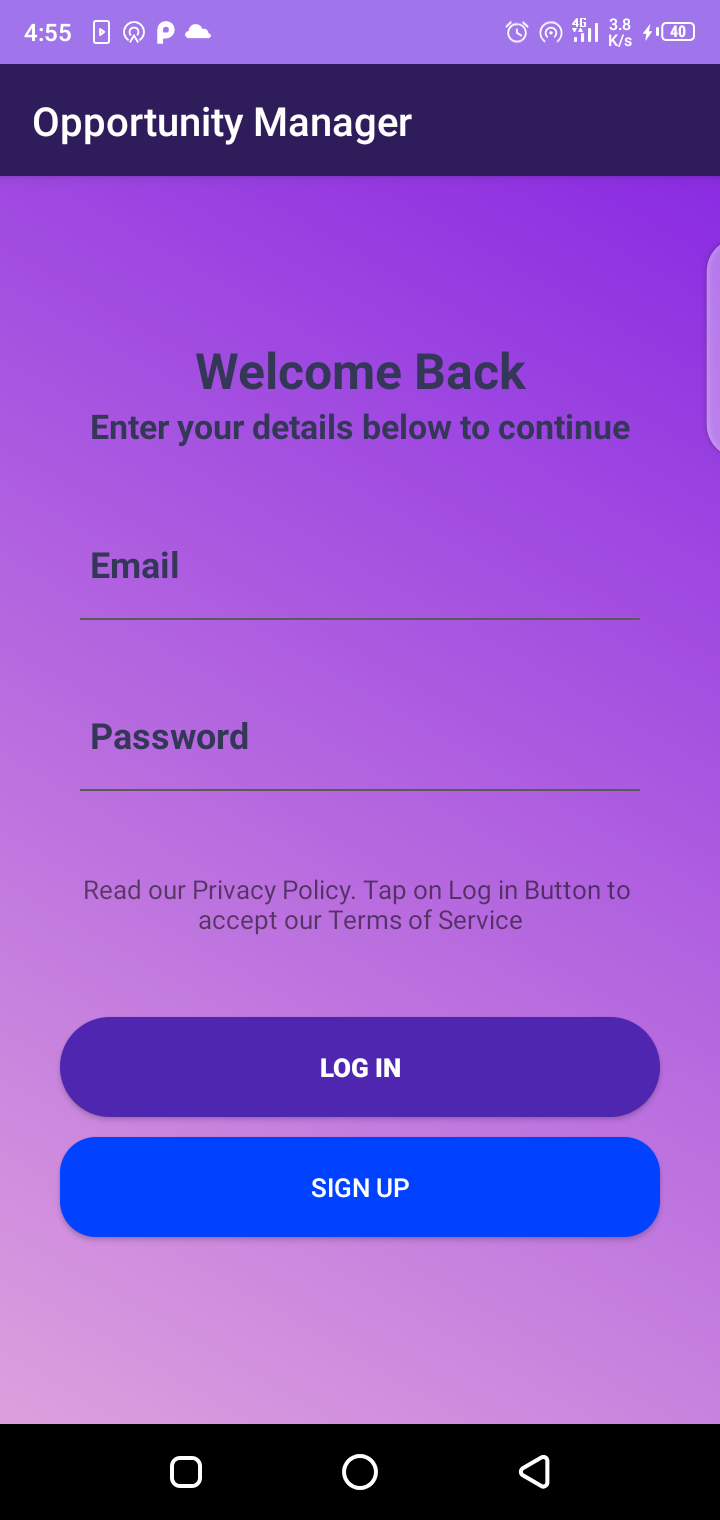 4:55
4G
3.8
K/s
40
Opportunity Manager
Welcome Back
Enter your details below to continue
Email
Password
Read our Privacy Policy. Tap on Log in Button to
accept our Terms of Service
LOG IN
SIGN UP